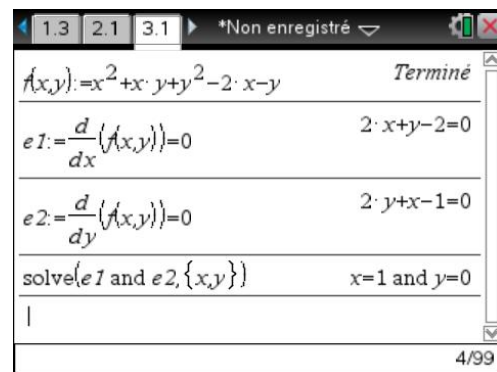 1.3 2.1 3.1 *Non enregistré
f(x,y):=x²+x·y+y²−2·x−y Terminé
e1:=d/dx(f(x,y))=0 2·x+y−2=0
e2:=d/dy(f(x,y))=0 2·y+x−1=0
solve(e1 and e2,{x,y}) x=1 and y=0
4/99